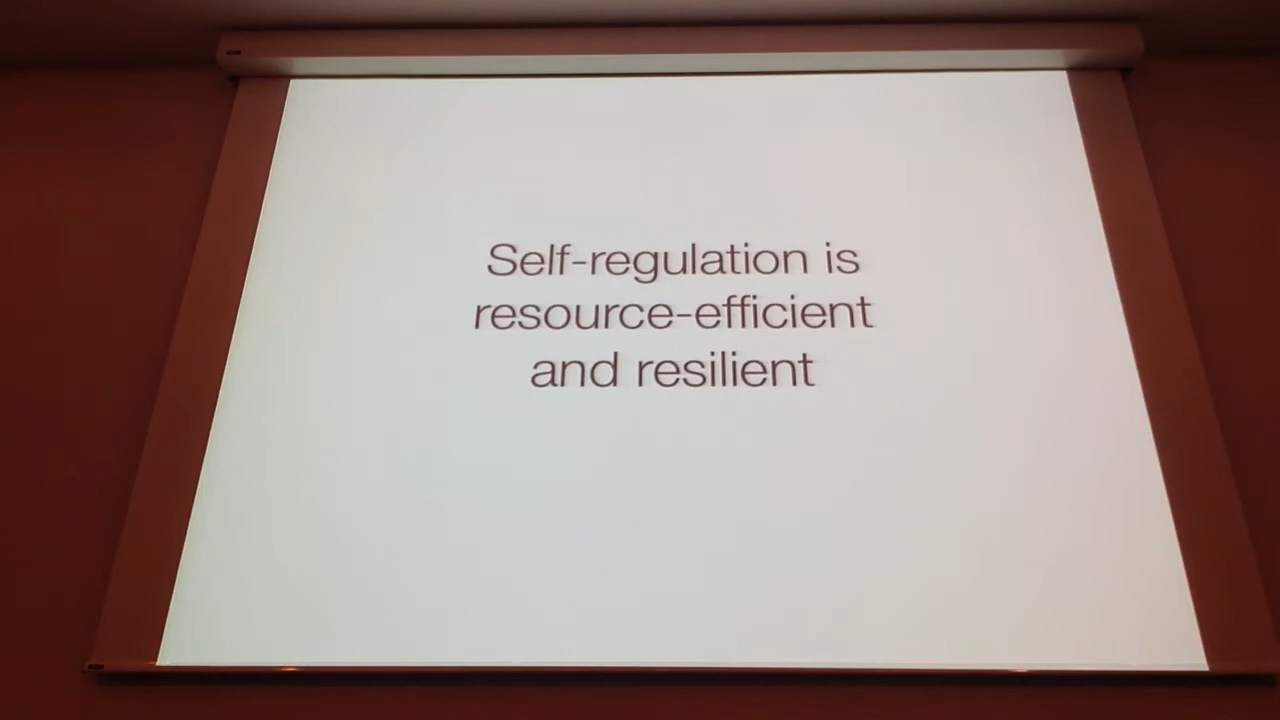 Self-regulation is
resource-efficient
and resilient